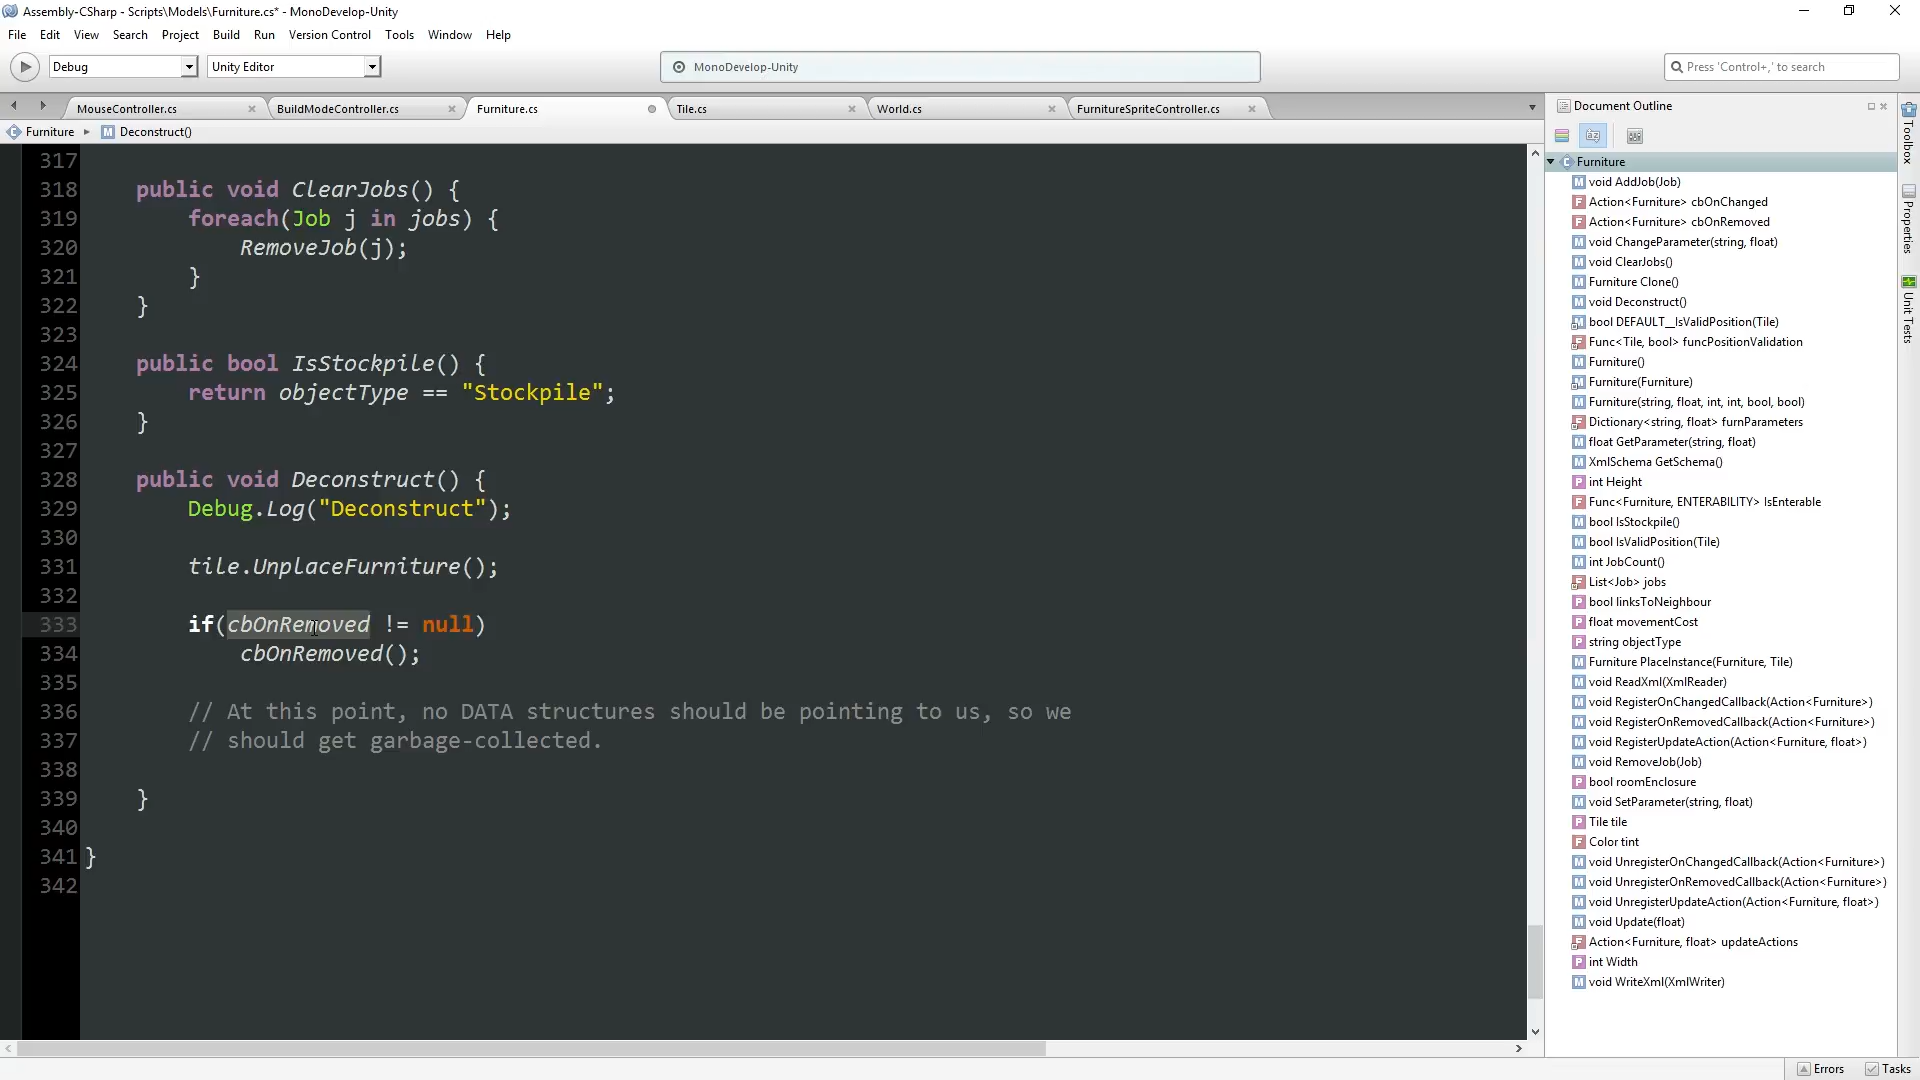 Assembly-CSharp - Scripts\Models\Furniture.cs* - MonoDevelop-Unity
File Edit View Search Project Build Run Version Control Tools Window Help
Debug Unity Editor MonoDevelop-Unity Press 'Control+,' to search
MouseController.cs BuildModeController.cs Furniture.cs Tile.cs World.cs FurnitureSpriteController.cs
Furniture Deconstruct()
317
318 public void ClearJobs() {
319 foreach(Job j in jobs) {
320 RemoveJob(j);
321 }
322 }
323
324 public bool IsStockpile() {
325 return objectType == "Stockpile";
326 }
327
328 public void Deconstruct() {
329 Debug.Log("Deconstruct");
330
331 tile.UnplaceFurniture();
332
333 if(cbOnRemoved != null)
334 cbOnRemoved();
335
336 // At this point, no DATA structures should be pointing to us, so we
337 // should get garbage-collected.
338
339 }
340
341 }
342
Document Outline
Furniture
void AddJob(Job)
Action<Furniture> cbOnChanged
Action<Furniture> cbOnRemoved
void ChangeParameter(string, float)
void ClearJobs()
Furniture Clone()
void Deconstruct()
bool DEFAULT__IsValidPosition(Tile)
Func<Tile, bool> funcPositionValidation
Furniture()
Furniture(Furniture)
Furniture(string, float, int, int, bool, bool)
Dictionary<string, float> furnParameters
float GetParameter(string, float)
XmlSchema GetSchema()
int Height
Func<Furniture, ENTERABILITY> IsEnterable
bool IsStockpile()
bool IsValidPosition(Tile)
int JobCount()
List<Job> jobs
bool linksToNeighbour
float movementCost
string objectType
Furniture PlaceInstance(Furniture, Tile)
void ReadXml(XmlReader)
void RegisterOnChangedCallback(Action<Furniture>)
void RegisterOnRemovedCallback(Action<Furniture>)
void RegisterUpdateAction(Action<Furniture, float>)
void RemoveJob(Job)
bool roomEnclosure
void SetParameter(string, float)
Tile tile
Color tint
void UnregisterOnChangedCallback(Action<Furniture>)
void UnregisterOnRemovedCallback(Action<Furniture>)
void UnregisterUpdateAction(Action<Furniture, float>)
void Update(float)
Action<Furniture, float> updateActions
int Width
void WriteXml(XmlWriter)
Toolbox
Properties
Unit Tests
Errors Tasks